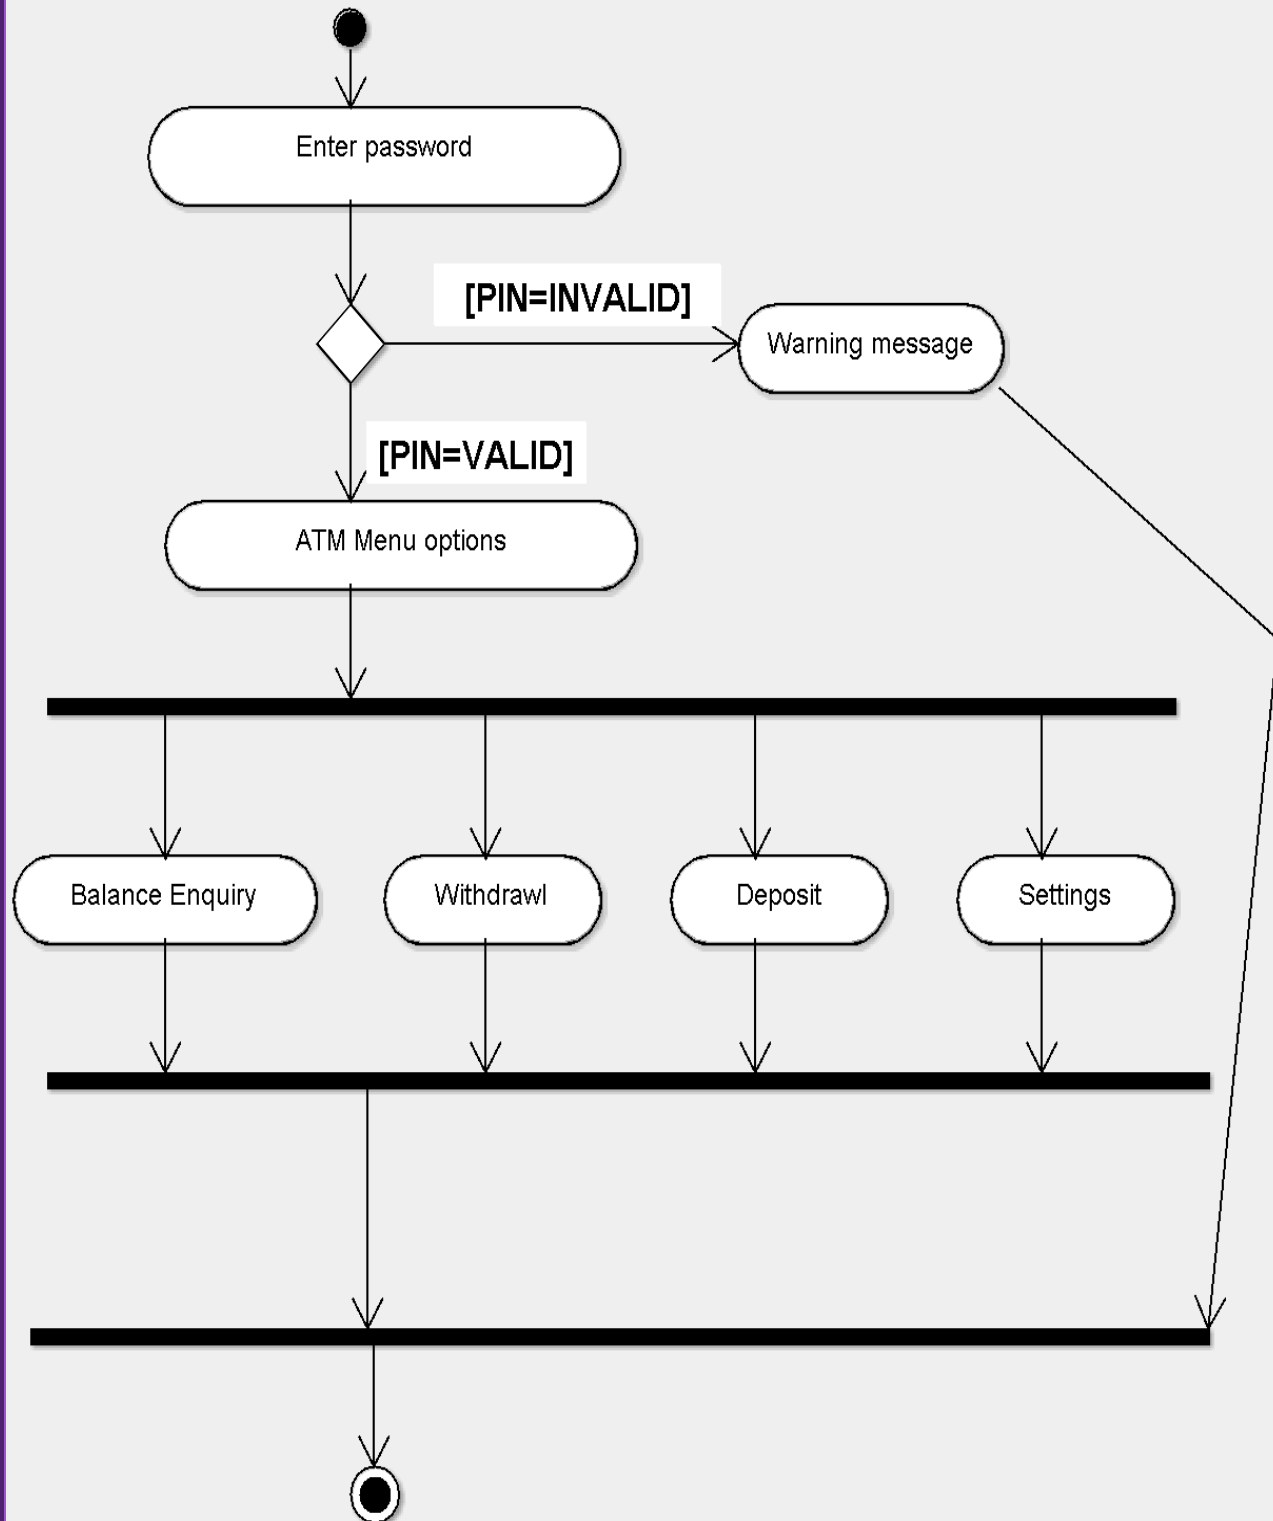 Enter password
[PIN=INVALID]
Warning message
[PIN=VALID]
ATM Menu options
Balance Enquiry
Withdrawl
Deposit
Settings